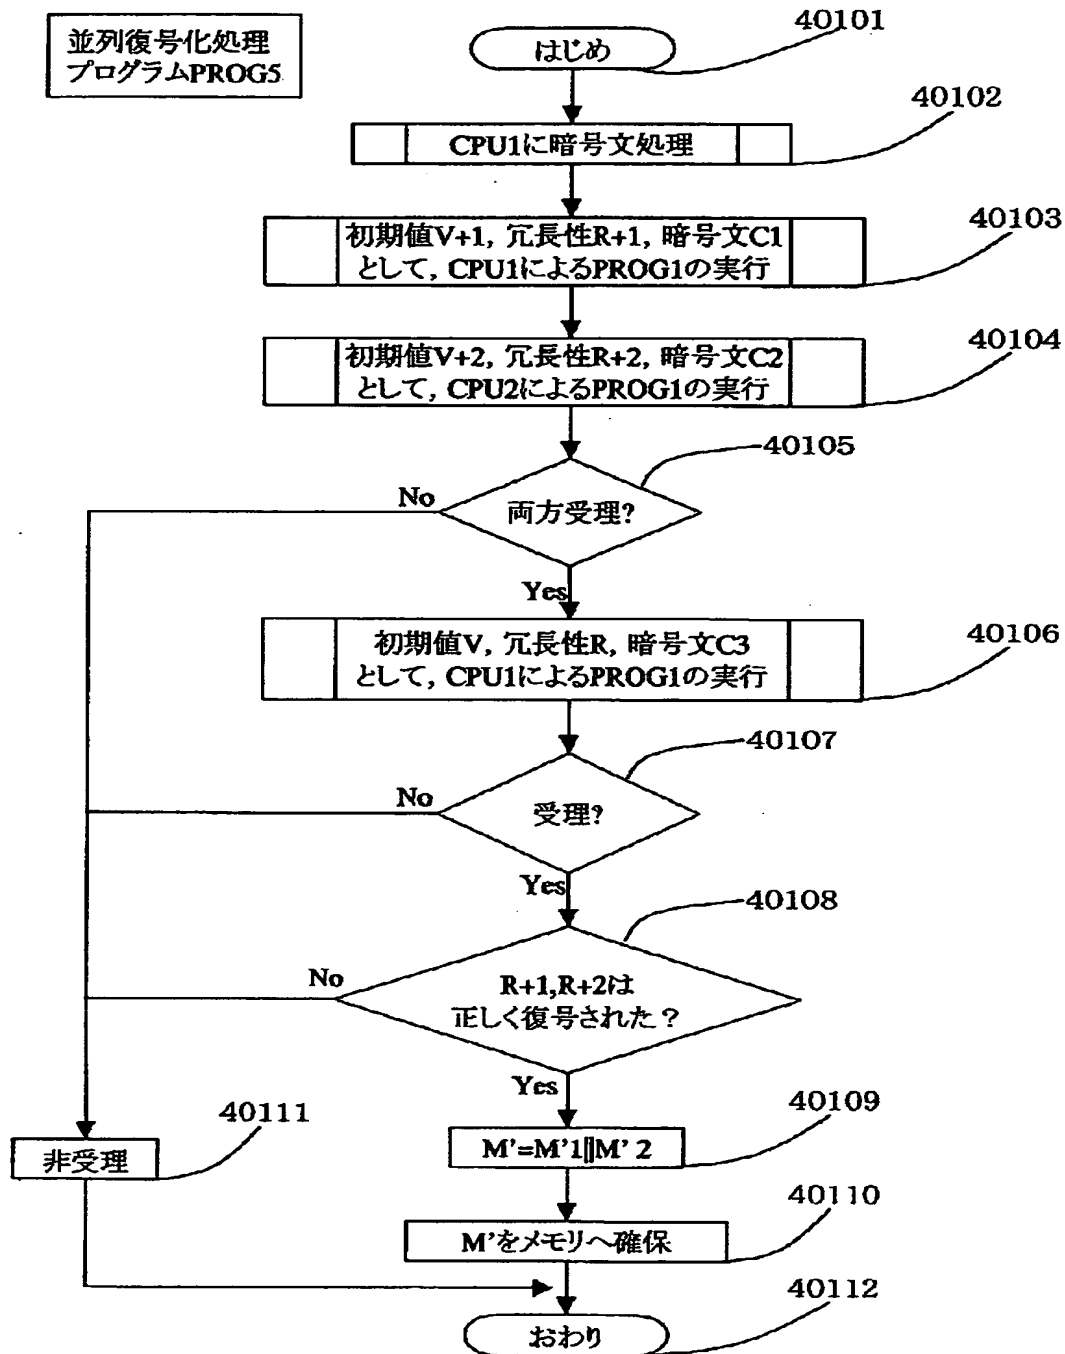 並列復号化処理
プログラムPROG5
はじめ
40101
CPU1に暗号文処理
40102
初期値V+1, 冗長性R+1, 暗号文C1
として, CPU1によるPROG1の実行
40103
初期値V+2, 冗長性R+2, 暗号文C2
として, CPU2によるPROG1の実行
40104
両方受理?
40105
No
Yes
初期値V, 冗長性R, 暗号文C3
として, CPU1によるPROG1の実行
40106
受理?
40107
No
Yes
R+1,R+2は
正しく復号された?
40108
No
Yes
M'=M'1||M' 2
40109
非受理
40111
M'をメモリへ確保
40110
おわり
40112